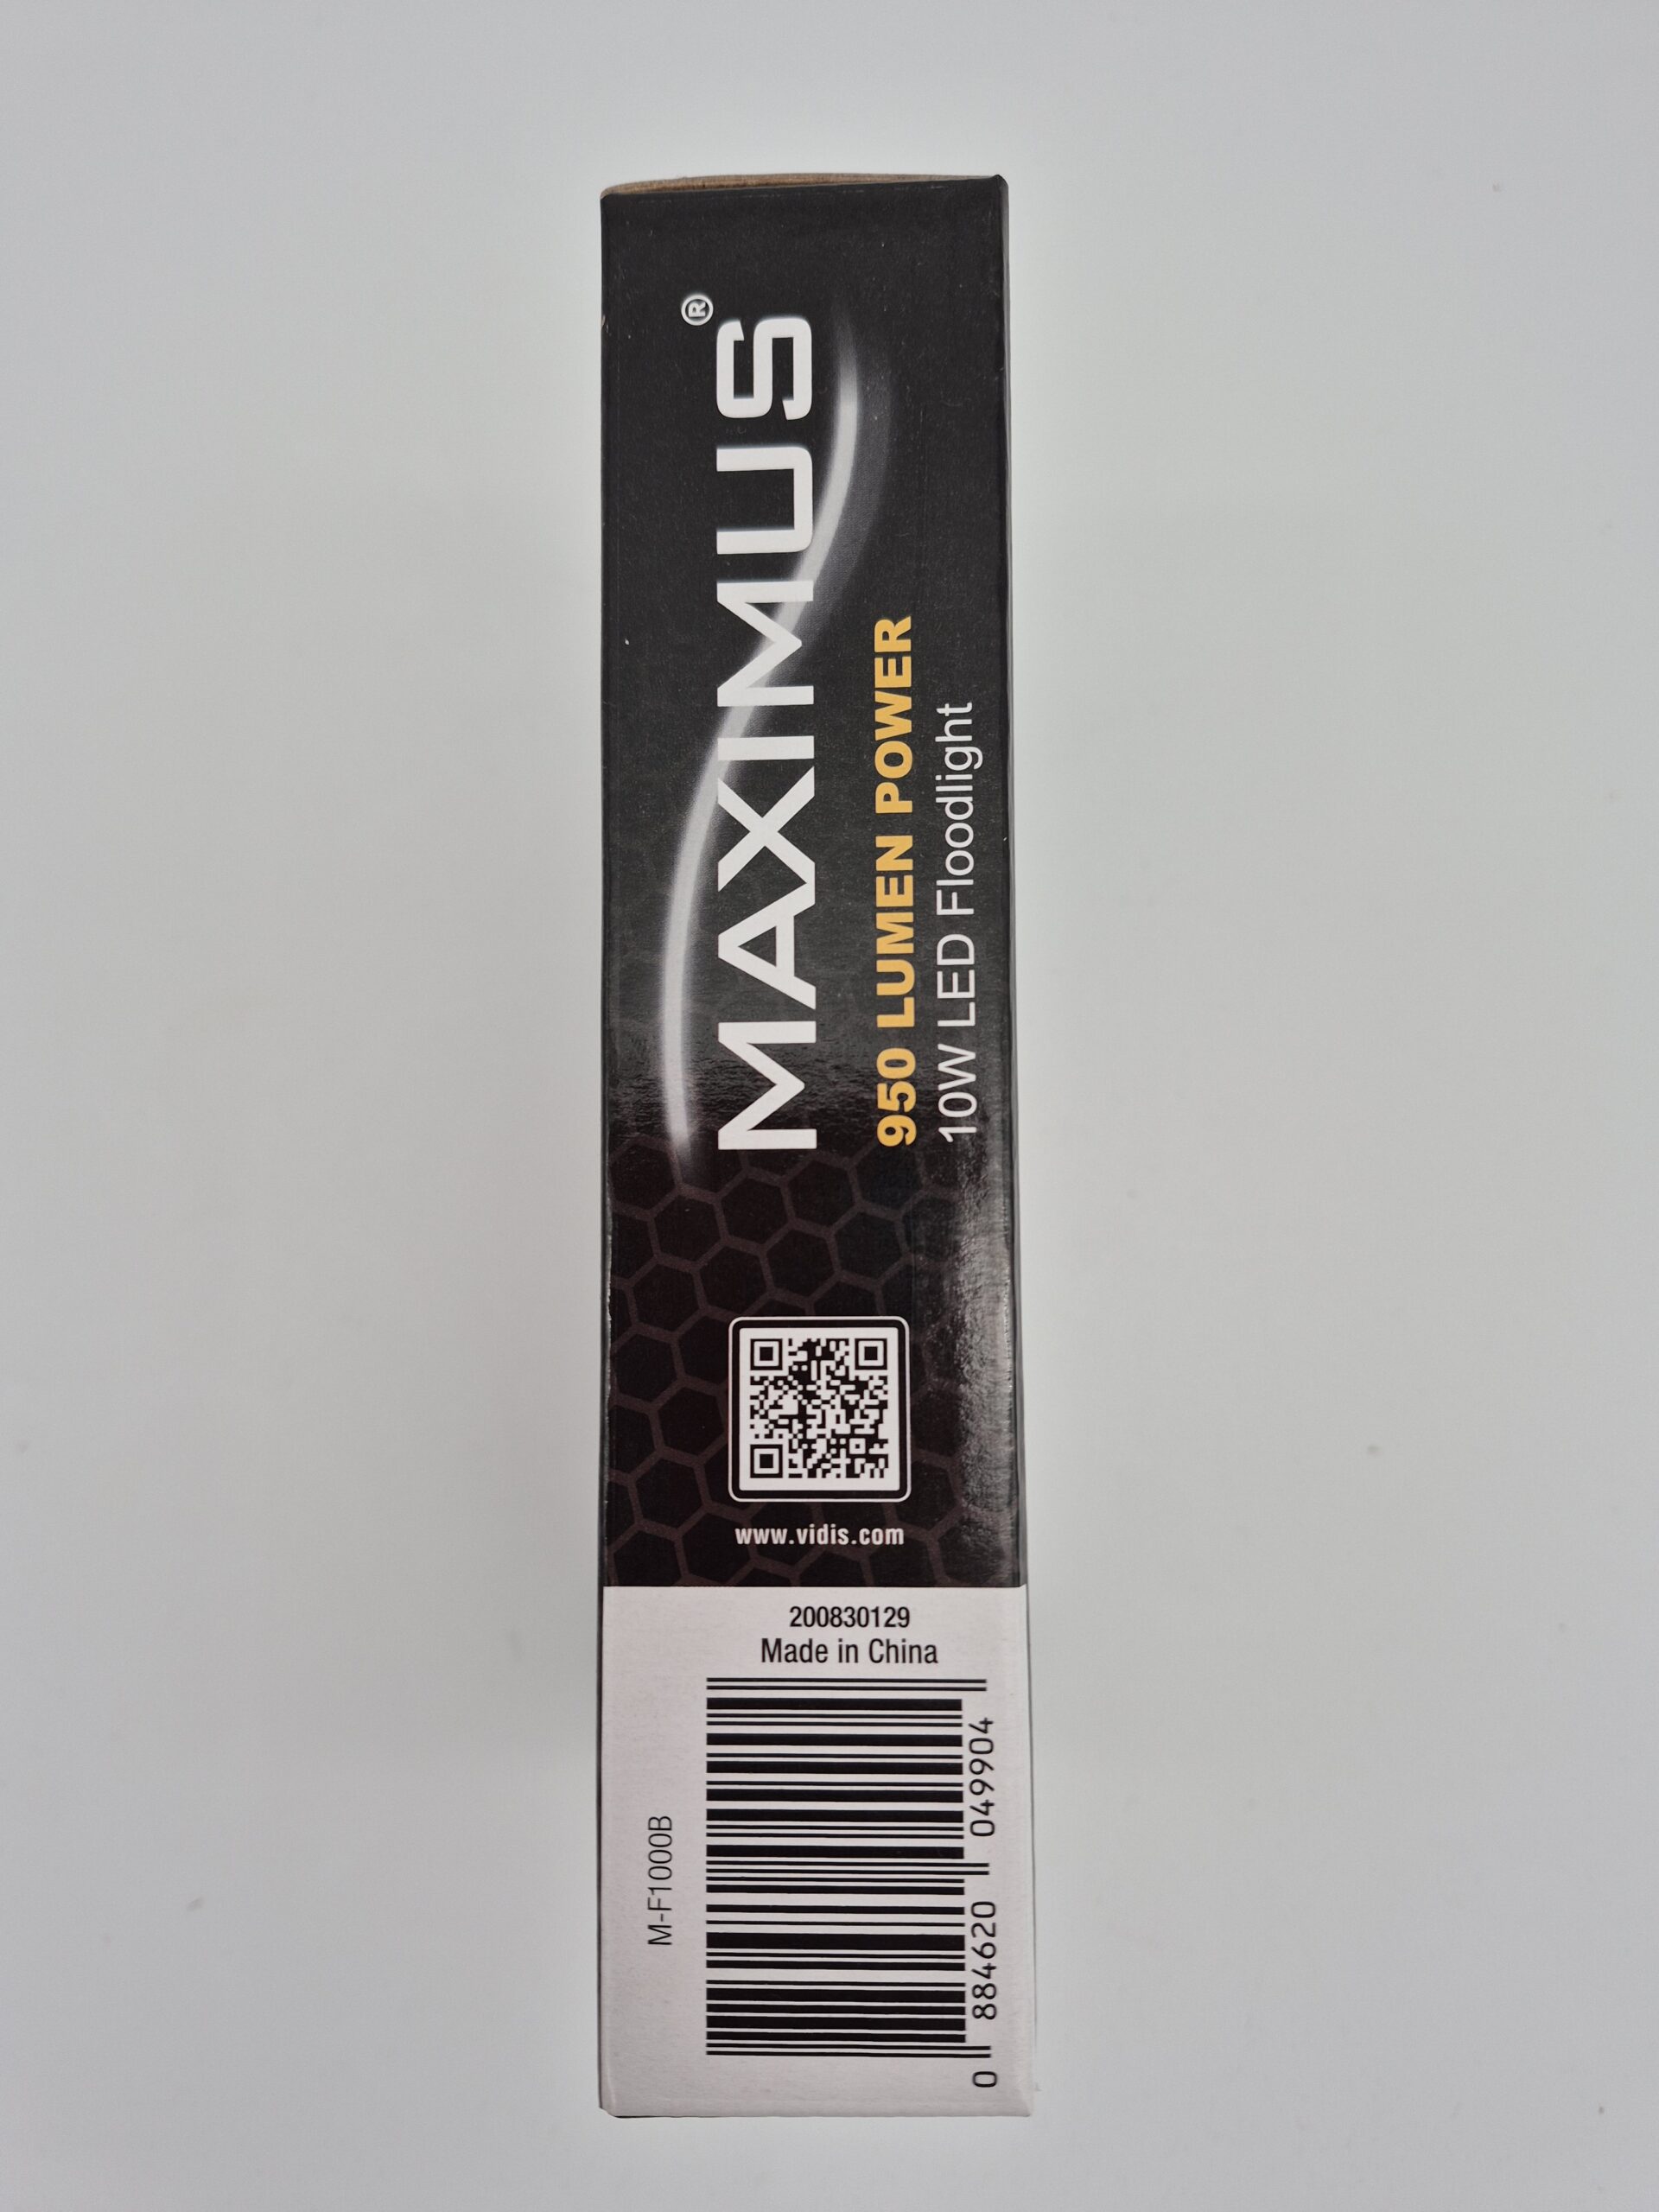 MAXIMUS®
950 LUMEN POWER
10W LED Floodlight
www.vidis.com
200830129
Made in China
M-F1000B
0 884620 049904